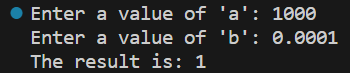 Enter a value of 'a': 1000
Enter a value of 'b': 0.0001
The result is: 1